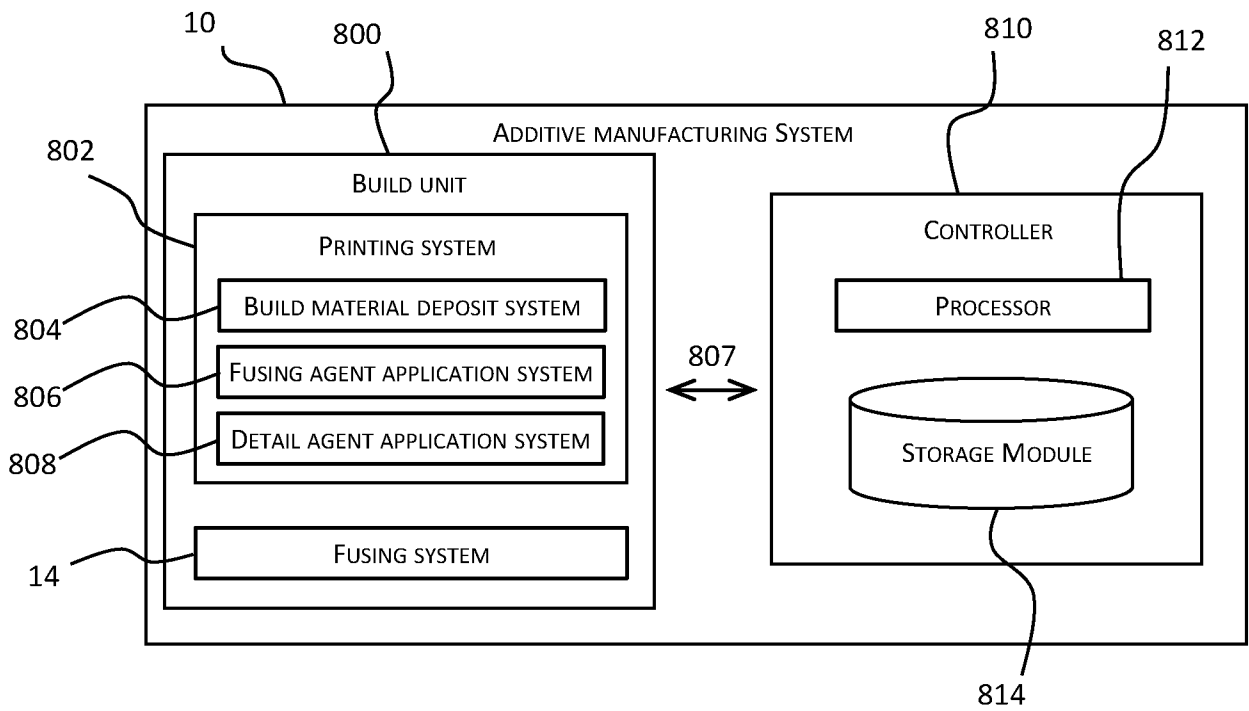 10
800
810
812
ADDITIVE MANUFACTURING SYSTEM
802
BUILD UNIT
CONTROLLER
PRINTING SYSTEM
BUILD MATERIAL DEPOSIT SYSTEM
PROCESSOR
804
807
FUSING AGENT APPLICATION SYSTEM
806
DETAIL AGENT APPLICATION SYSTEM
STORAGE MODULE
808
FUSING SYSTEM
14
814